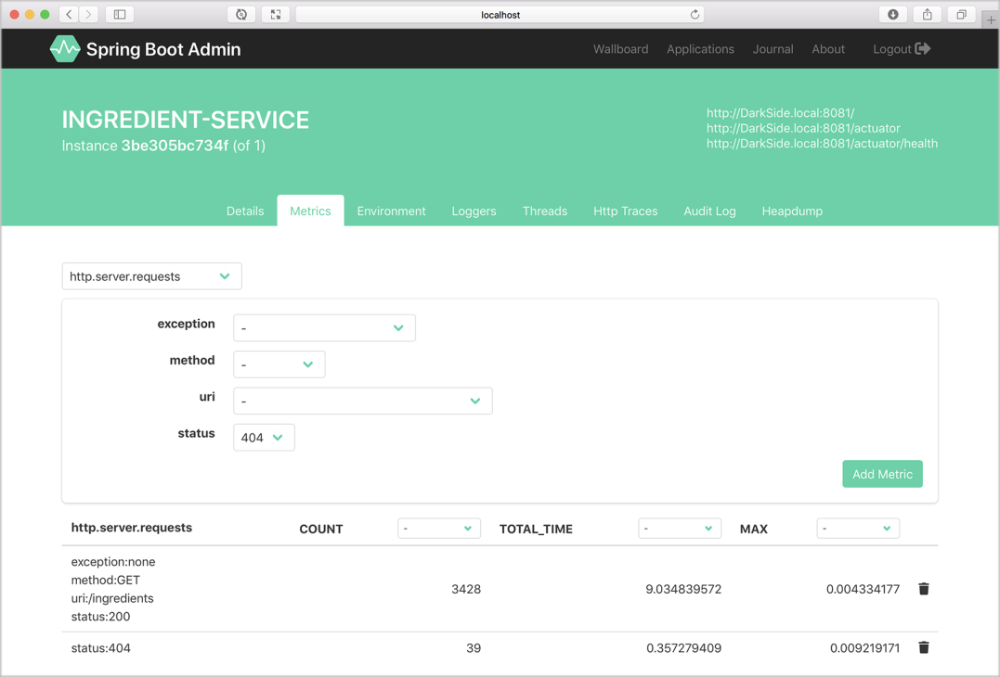 localhost
Spring Boot Admin
Wallboard Applications Journal About Logout
INGREDIENT-SERVICE
Instance 3be305bc734f (of 1)
http://DarkSide.local:8081/
http://DarkSide.local:8081/actuator
http://DarkSide.local:8081/actuator/health
Details Metrics Environment Loggers Threads Http Traces Audit Log Heapdump
http.server.requests
exception -
method -
uri -
status 404
Add Metric
http.server.requests COUNT - TOTAL_TIME - MAX -
exception:none
method:GET
uri:/ingredients
status:200
3428 9.034839572 0.004334177
status:404 39 0.357279409 0.009219171